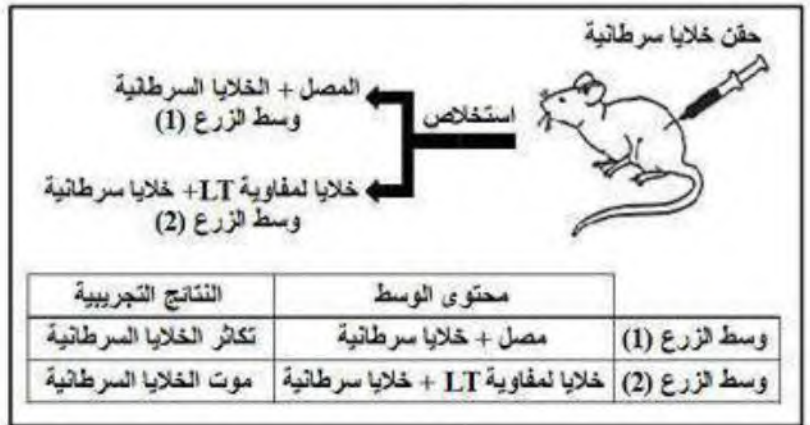 حقن خلايا سرطانية
المصل + الخلايا السرطانية
وسط الزرع (1)
استخلاص
خلايا لمفاوية LT+ خلايا سرطانية
وسط الزرع (2)
محتوى الوسط النتائج التجريبية
وسط الزرع (1) مصل + خلايا سرطانية تكاثر الخلايا السرطانية
وسط الزرع (2) خلايا لمفاوية LT + خلايا سرطانية موت الخلايا السرطانية